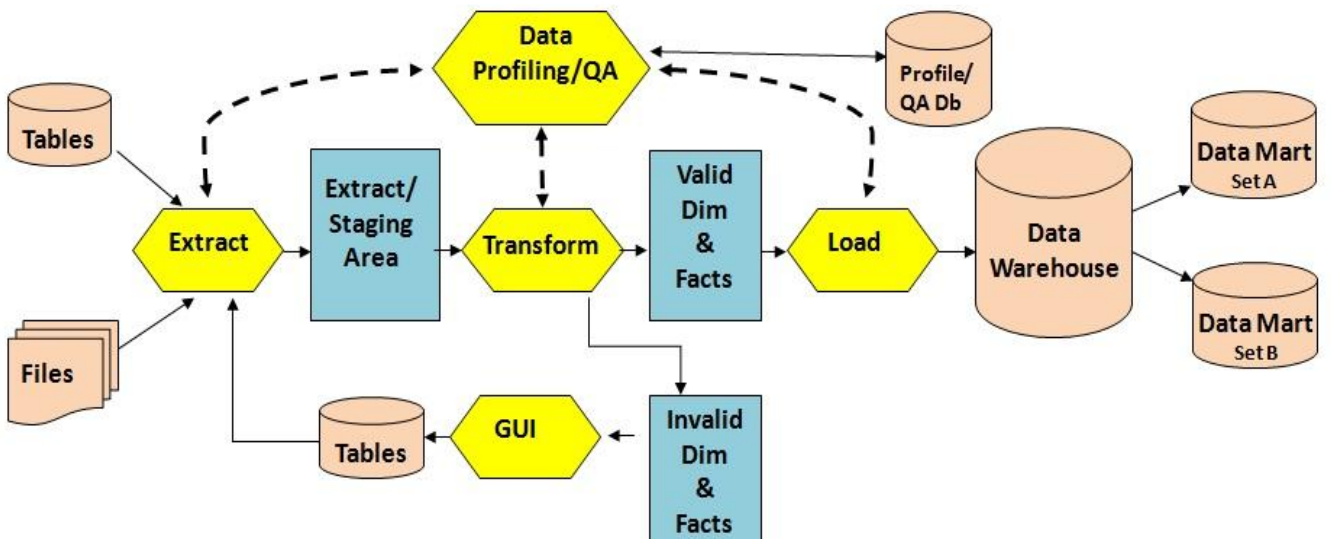 Data
Profiling/QA
Profile/
QA Db
Tables
Data Mart
Set A
Extract/
Staging
Area
Valid
Dim
&
Facts
Extract
Transform
Load
Data
Warehouse
Data Mart
Set B
Files
Tables
GUI
Invalid
Dim
&
Facts